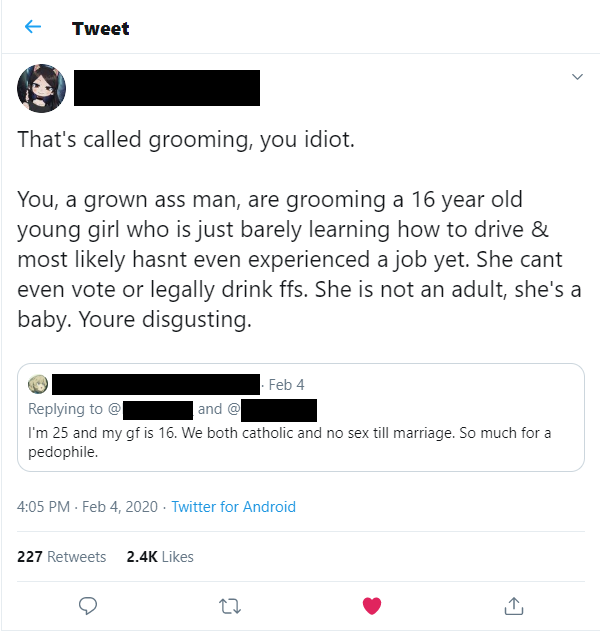 Tweet
That's called grooming, you idiot.
You, a grown ass man, are grooming a 16 year old
young girl who is just barely learning how to drive &
most likely hasnt even experienced a job yet. She cant
even vote or legally drink ffs. She is not an adult, she's a
baby. Youre disgusting.
· Feb 4
Replying to @ and @
I'm 25 and my gf is 16. We both catholic and no sex till marriage. So much for a
pedophile.
4:05 PM · Feb 4, 2020 · Twitter for Android
227 Retweets 2.4K Likes